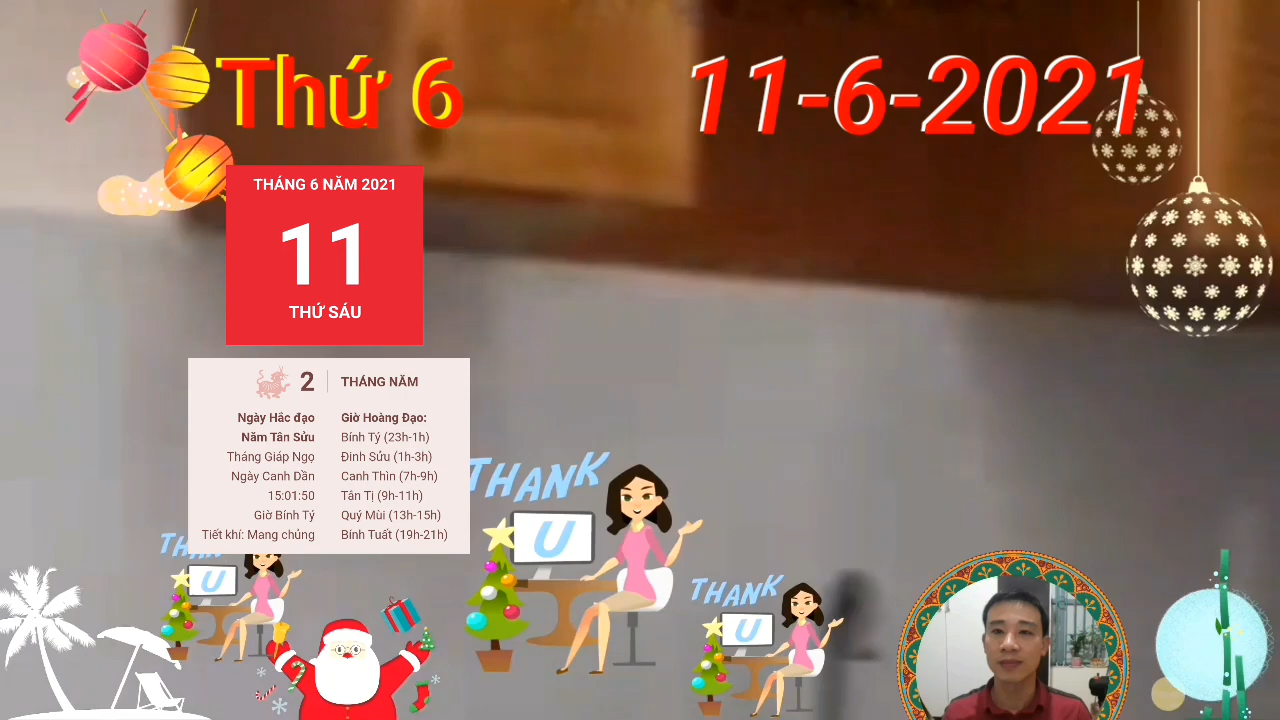 Thứ 6
11-6-2021
THÁNG 6 NĂM 2021
11
THỨ SÁU
2
THÁNG NĂM
Ngày Hắc đạo
Năm Tân Sửu
Tháng Giáp Ngọ
Ngày Canh Dần
15:01:50
Giờ Bính Tý
Tiết khí: Mang chủng
Giờ Hoàng Đạo:
Bính Tý (23h-1h)
Đinh Sửu (1h-3h)
Canh Thìn (7h-9h)
Tân Tị (9h-11h)
Quý Mùi (13h-15h)
Bính Tuất (19h-21h)
THANK
U
THANK
U
THANK
U